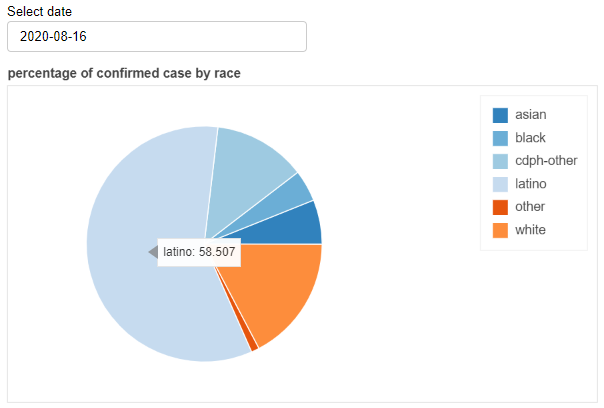 Select date
2020-08-16
percentage of confirmed case by race
asian
black
cdph-other
latino
other
white
latino: 58.507